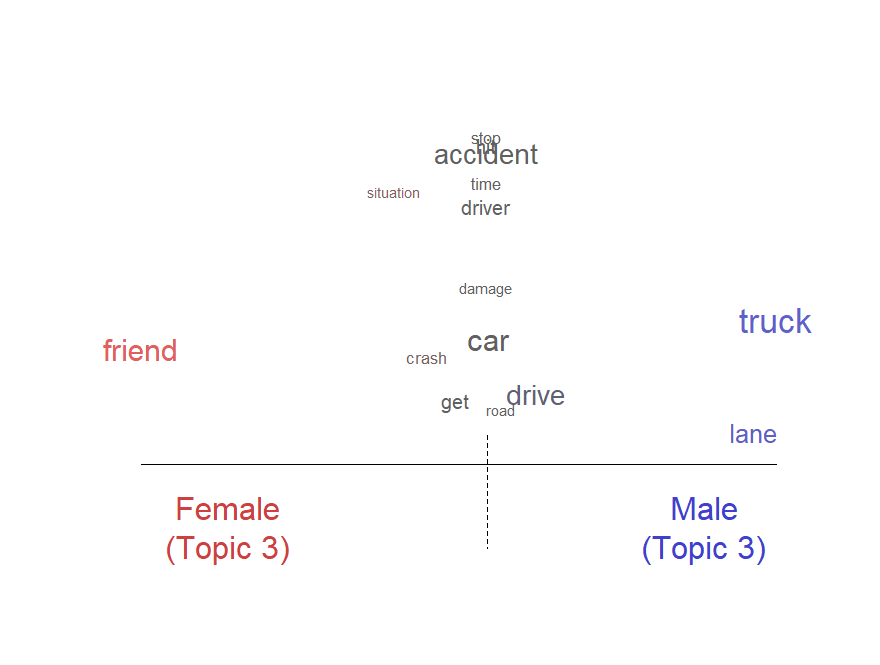 stop
hit
accident
time
situation
driver
damage
truck
car
friend
crash
drive
get
road
lane
Female
(Topic 3)
Male
(Topic 3)